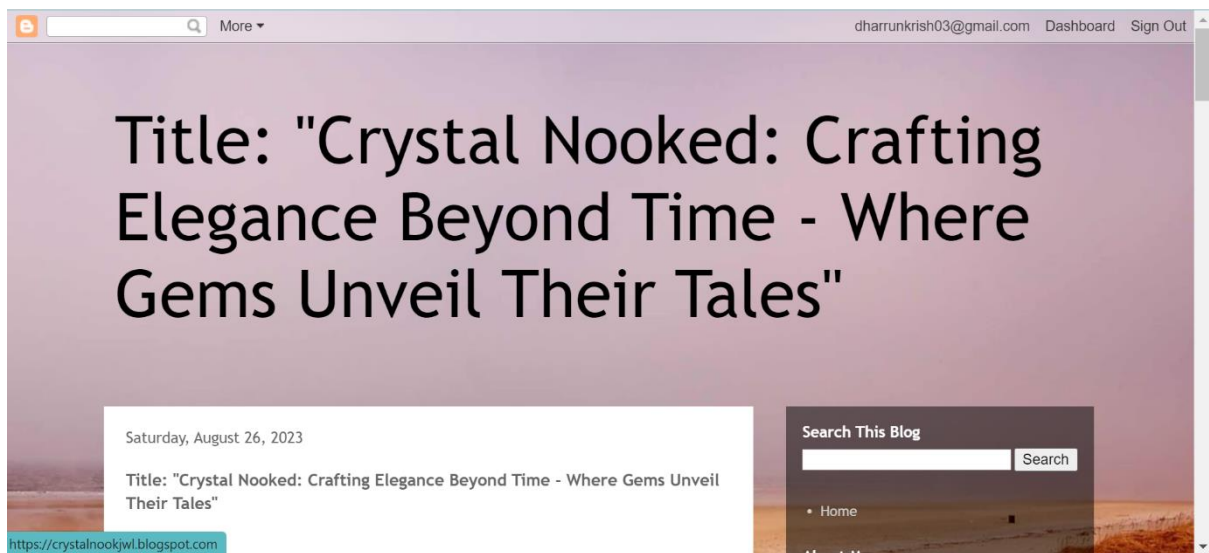 More
dharrunkrish03@gmail.com Dashboard Sign Out
Title: "Crystal Nooked: Crafting
Elegance Beyond Time - Where
Gems Unveil Their Tales"
Saturday, August 26, 2023
Title: "Crystal Nooked: Crafting Elegance Beyond Time - Where Gems Unveil
Their Tales"
Search This Blog
Search
• Home
https://crystalnookjwl.blogspot.com